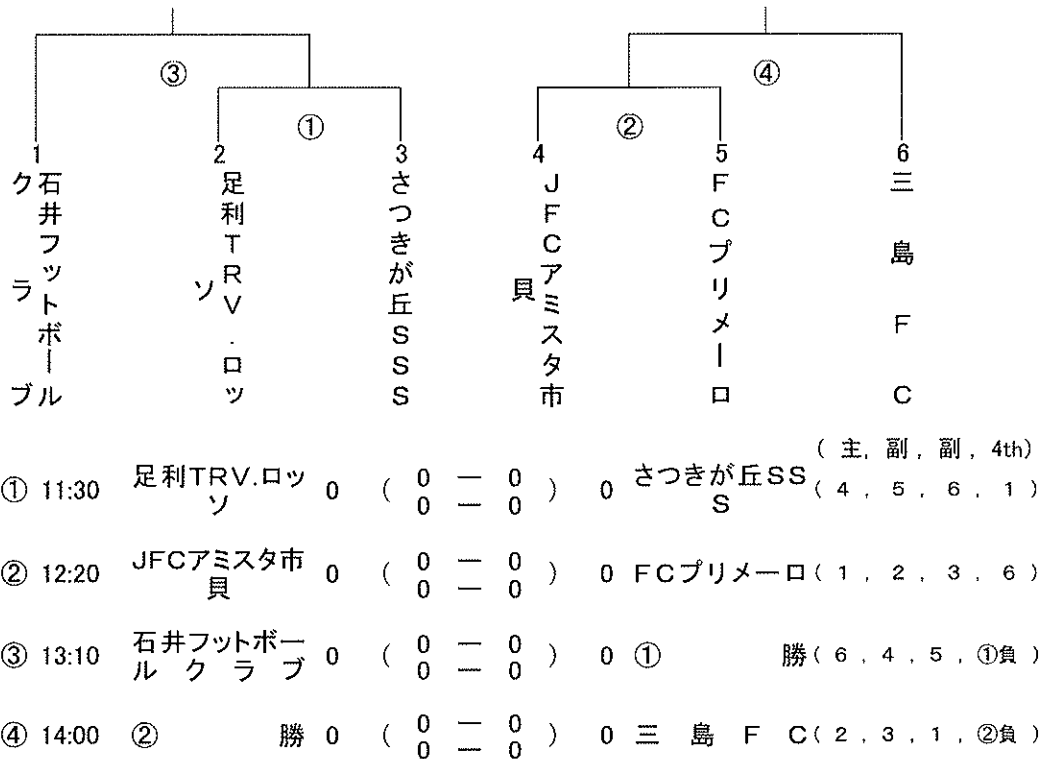 ③ ④
① ②
1 2 3 4 5 6
石井フットボールクラブ
足利TRV.ロッソ
さつきが丘SSS
JFCアミスタ市貝
FCプリメーロ
三島FC
( 主, 副, 副, 4th)
① 11:30 足利TRV.ロッソ 0 ( 0 — 0 0 — 0 ) 0 さつきが丘SSS ( 4 , 5 , 6 , 1 )
② 12:20 JFCアミスタ市貝 0 ( 0 — 0 0 — 0 ) 0 FCプリメーロ ( 1 , 2 , 3 , 6 )
③ 13:10 石井フットボールクラブ 0 ( 0 — 0 0 — 0 ) 0 ① 勝 ( 6 , 4 , 5 , ①負 )
④ 14:00 ② 勝 0 ( 0 — 0 0 — 0 ) 0 三島FC ( 2 , 3 , 1 , ②負 )